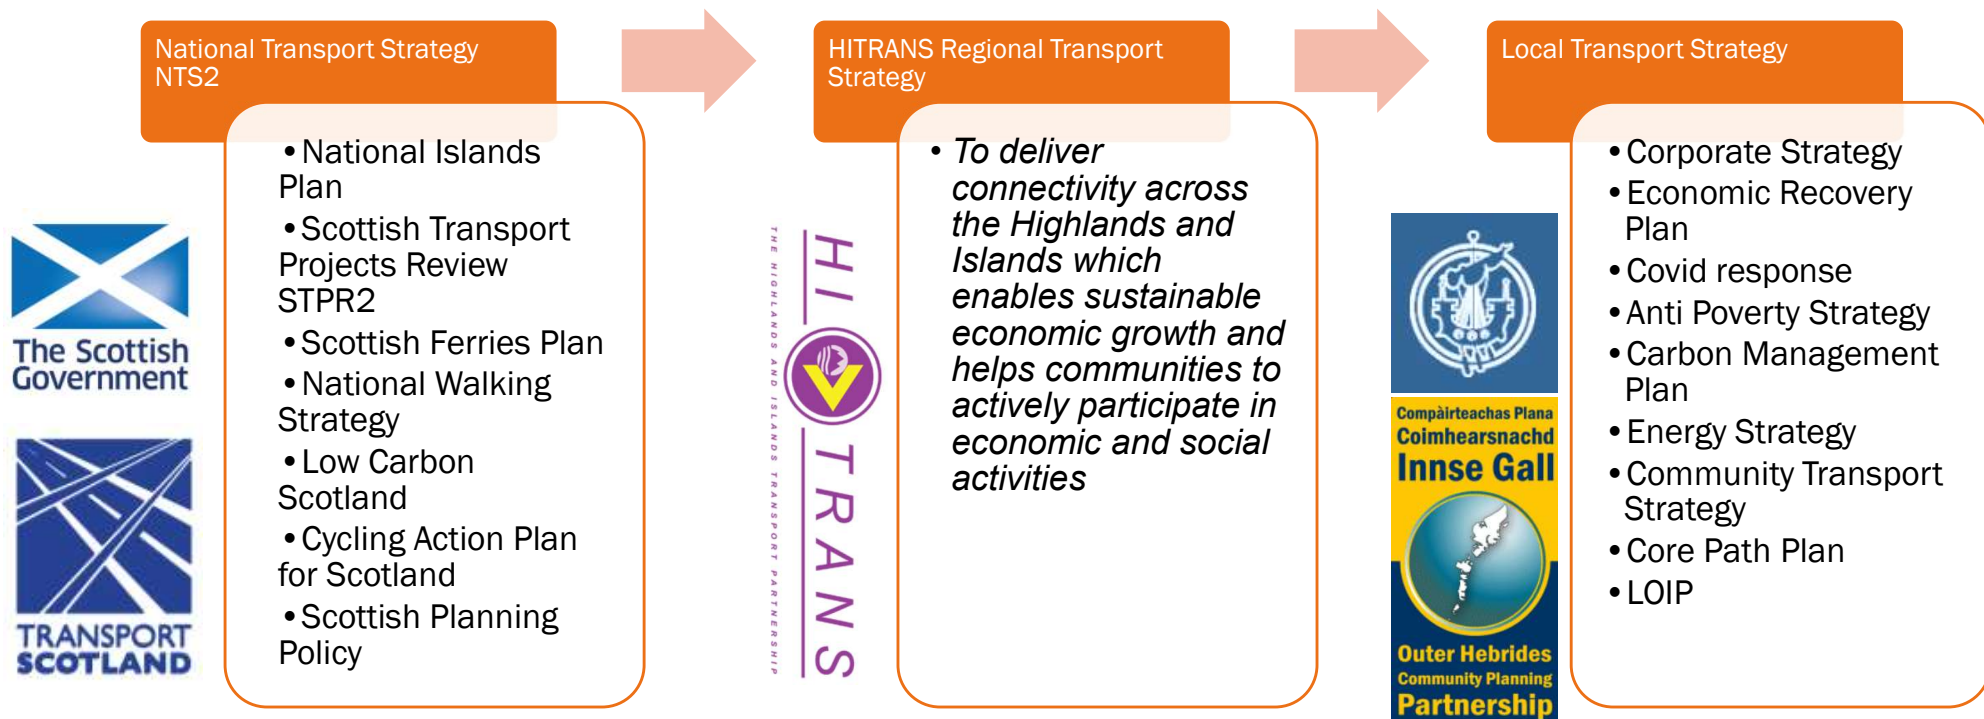 National Transport Strategy
NTS2
•National Islands
Plan
•Scottish Transport
Projects Review
STPR2
•Scottish Ferries Plan
•National Walking
Strategy
•Low Carbon
Scotland
•Cycling Action Plan
for Scotland
•Scottish Planning
Policy
The Scottish
Government
TRANSPORT
SCOTLAND
HITRANS Regional Transport
Strategy
• To deliver
connectivity across
the Highlands and
Islands which
enables sustainable
economic growth and
helps communities to
actively participate in
economic and social
activities
HI TRANS
THE HIGHLANDS AND ISLANDS TRANSPORT PARTNERSHIP
Local Transport Strategy
•Corporate Strategy
•Economic Recovery
Plan
•Covid response
•Anti Poverty Strategy
•Carbon Management
Plan
•Energy Strategy
•Community Transport
Strategy
•Core Path Plan
•LOIP
Compàirteachas Plana
Coimhearsnachd
Innse Gall
Outer Hebrides
Community Planning
Partnership